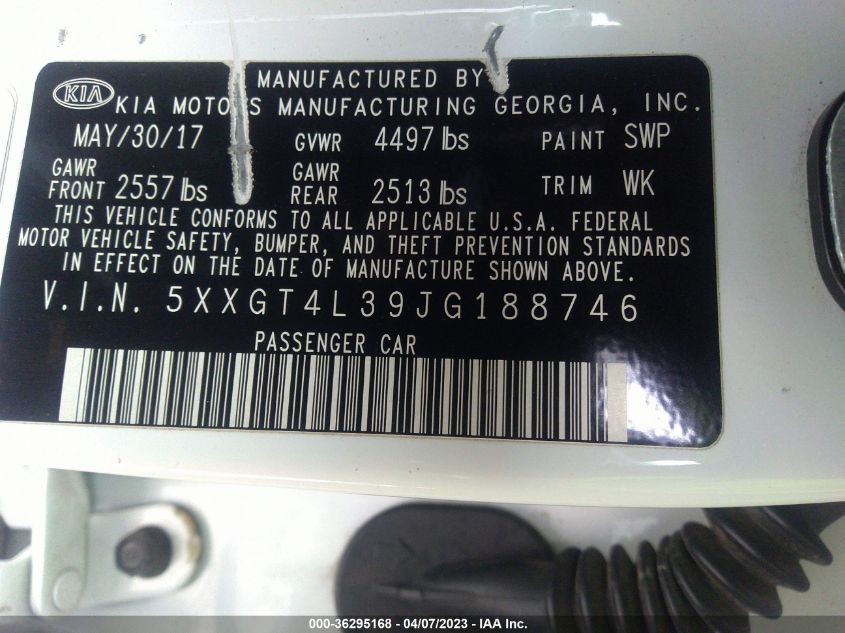 MANUFACTURED BY
KIA KIA MOTORS MANUFACTURING GEORGIA, INC.
MAY/30/17 GVWR 4497 lbs PAINT SWP
GAWR FRONT 2557 lbs GAWR REAR 2513 lbs TRIM WK
THIS VEHICLE CONFORMS TO ALL APPLICABLE U.S.A. FEDERAL
MOTOR VEHICLE SAFETY, BUMPER, AND THEFT PREVENTION STANDARDS
IN EFFECT ON THE DATE OF MANUFACTURE SHOWN ABOVE.
V.I.N. 5XXGT4L39JG188746
PASSENGER CAR
000-36295168 - 04/07/2023 - IAA Inc.